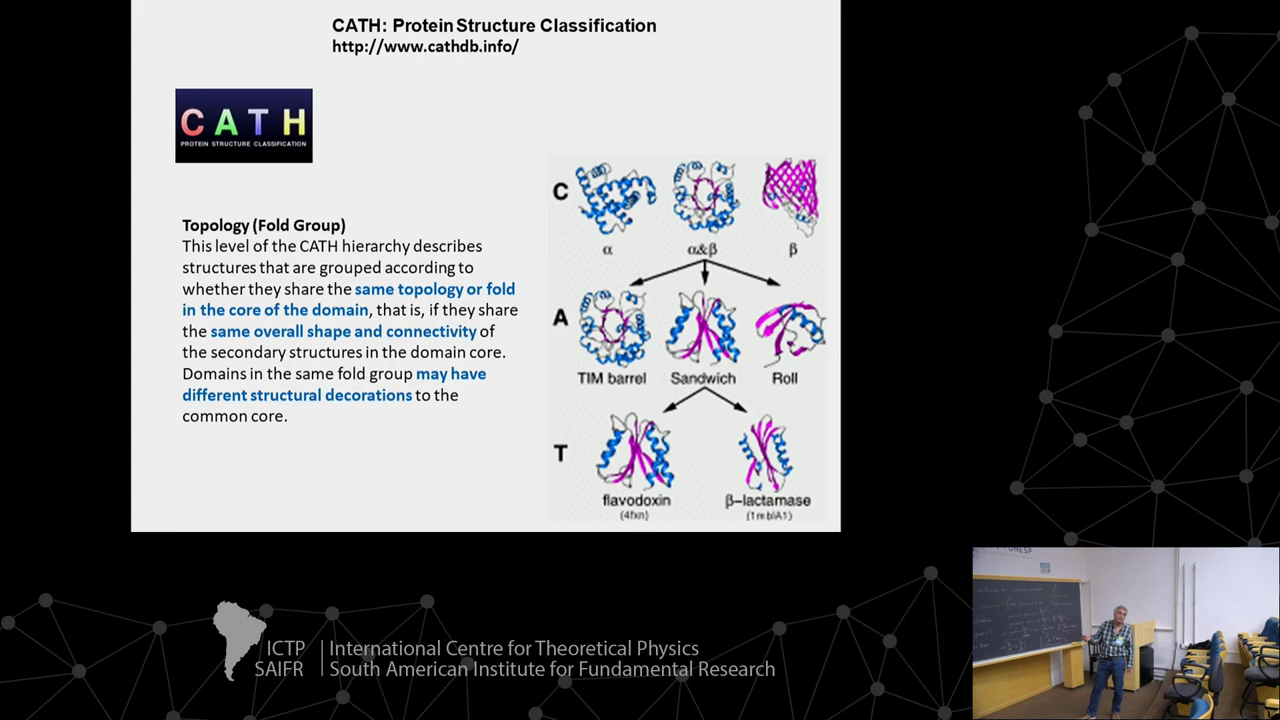 CATH: Protein Structure Classification
http://www.cathdb.info/
CATH
PROTEIN STRUCTURE CLASSIFICATION
Topology (Fold Group)
This level of the CATH hierarchy describes
structures that are grouped according to
whether they share the same topology or fold
in the core of the domain, that is, if they share
the same overall shape and connectivity of
the secondary structures in the domain core.
Domains in the same fold group may have
different structural decorations to the
common core.
C
α α&β β
A
TIM barrel Sandwich Roll
T
flavodoxin β-lactamase
(4fxn) (1mblA1)
UNESP
ICTP International Centre for Theoretical Physics
SAIFR South American Institute for Fundamental Research